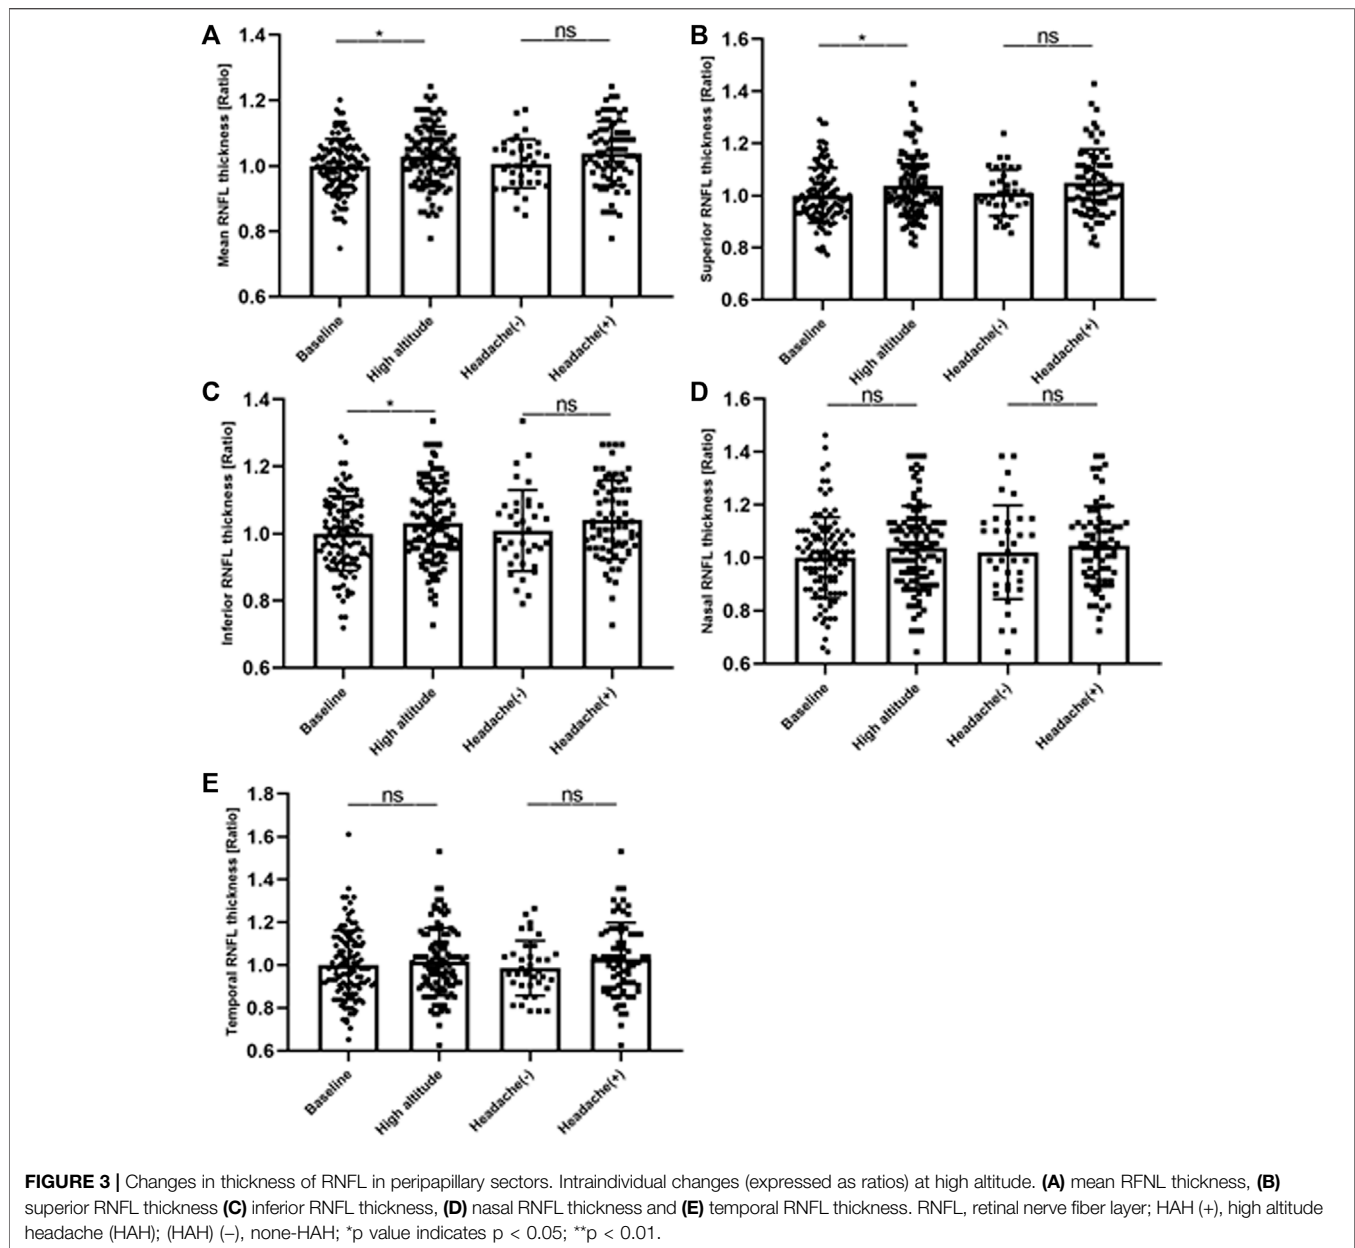 A
Mean RNFL thickness [Ratio]
1.4
1.2
1.0
0.8
0.6
*
ns
Baseline
High altitude
Headache(-)
Headache(+)
B
Superior RNFL thickness [Ratio]
1.6
1.4
1.2
1.0
0.8
0.6
*
ns
Baseline
High altitude
Headache(-)
Headache(+)
C
Inferior RNFL thickness [Ratio]
1.4
1.2
1.0
0.8
0.6
*
ns
Baseline
High altitude
Headache(-)
Headache(+)
D
Nasal RNFL thickness [Ratio]
1.6
1.4
1.2
1.0
0.8
0.6
ns
ns
Baseline
High altitude
Headache(-)
Headache(+)
E
Temporal RNFL thickness [Ratio]
1.8
1.6
1.4
1.2
1.0
0.8
0.6
ns
ns
Baseline
High altitude
Headache(-)
Headache(+)
FIGURE 3 | Changes in thickness of RNFL in peripapillary sectors. Intraindividual changes (expressed as ratios) at high altitude. (A) mean RFNL thickness, (B)
superior RNFL thickness (C) inferior RNFL thickness, (D) nasal RNFL thickness and (E) temporal RNFL thickness. RNFL, retinal nerve fiber layer; HAH (+), high altitude
headache (HAH); (HAH) (−), none-HAH; *p value indicates p < 0.05; **p < 0.01.